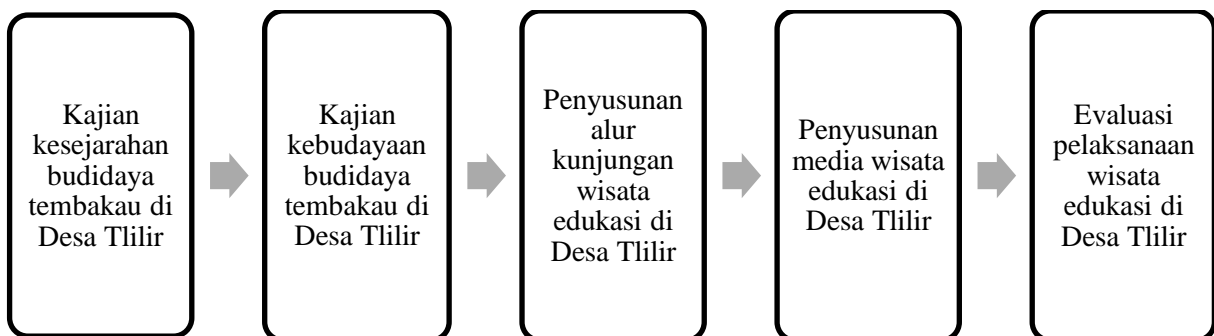 Kajian
kesejarahan
budidaya
tembakau di
Desa Tlilir
Kajian
kebudayaan
budidaya
tembakau di
Desa Tlilir
Penyusunan
alur
kunjungan
wisata
edukasi di
Desa Tlilir
Penyusunan
media wisata
edukasi di
Desa Tlilir
Evaluasi
pelaksanaan
wisata
edukasi di
Desa Tlilir